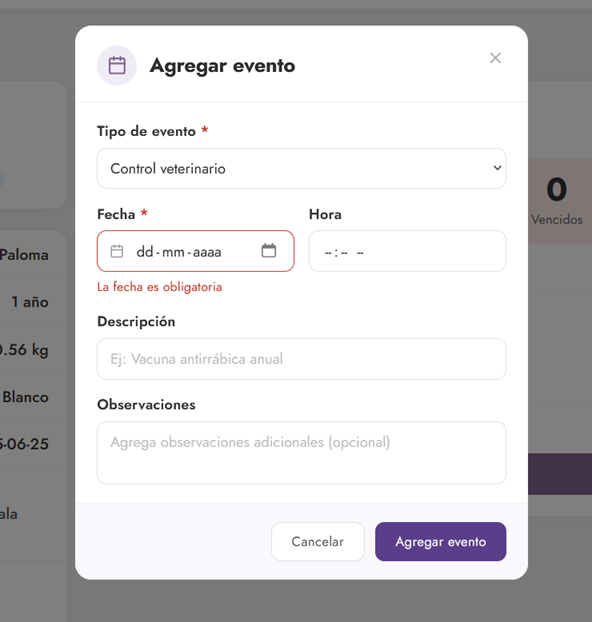 Agregar evento
Tipo de evento *
Control veterinario
Fecha *
Hora
dd-mm-aaaa
--:-- --
La fecha es obligatoria
Descripción
Ej: Vacuna antirrábica anual
Observaciones
Agrega observaciones adicionales (opcional)
Cancelar
Agregar evento
0
Vencidos
Paloma
1 año
0.56 kg
Blanco
5-06-25